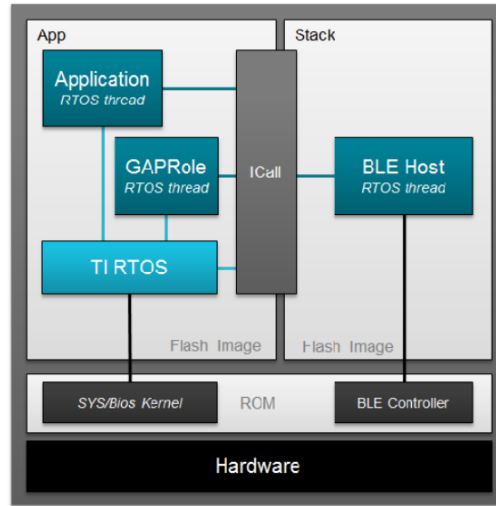 App
Stack
Application
RTOS thread
GAPRole
RTOS thread
ICall
BLE Host
RTOS thread
TI RTOS
Flash Image
Flash Image
SYS/Bios Kernel
ROM
BLE Controller
Hardware